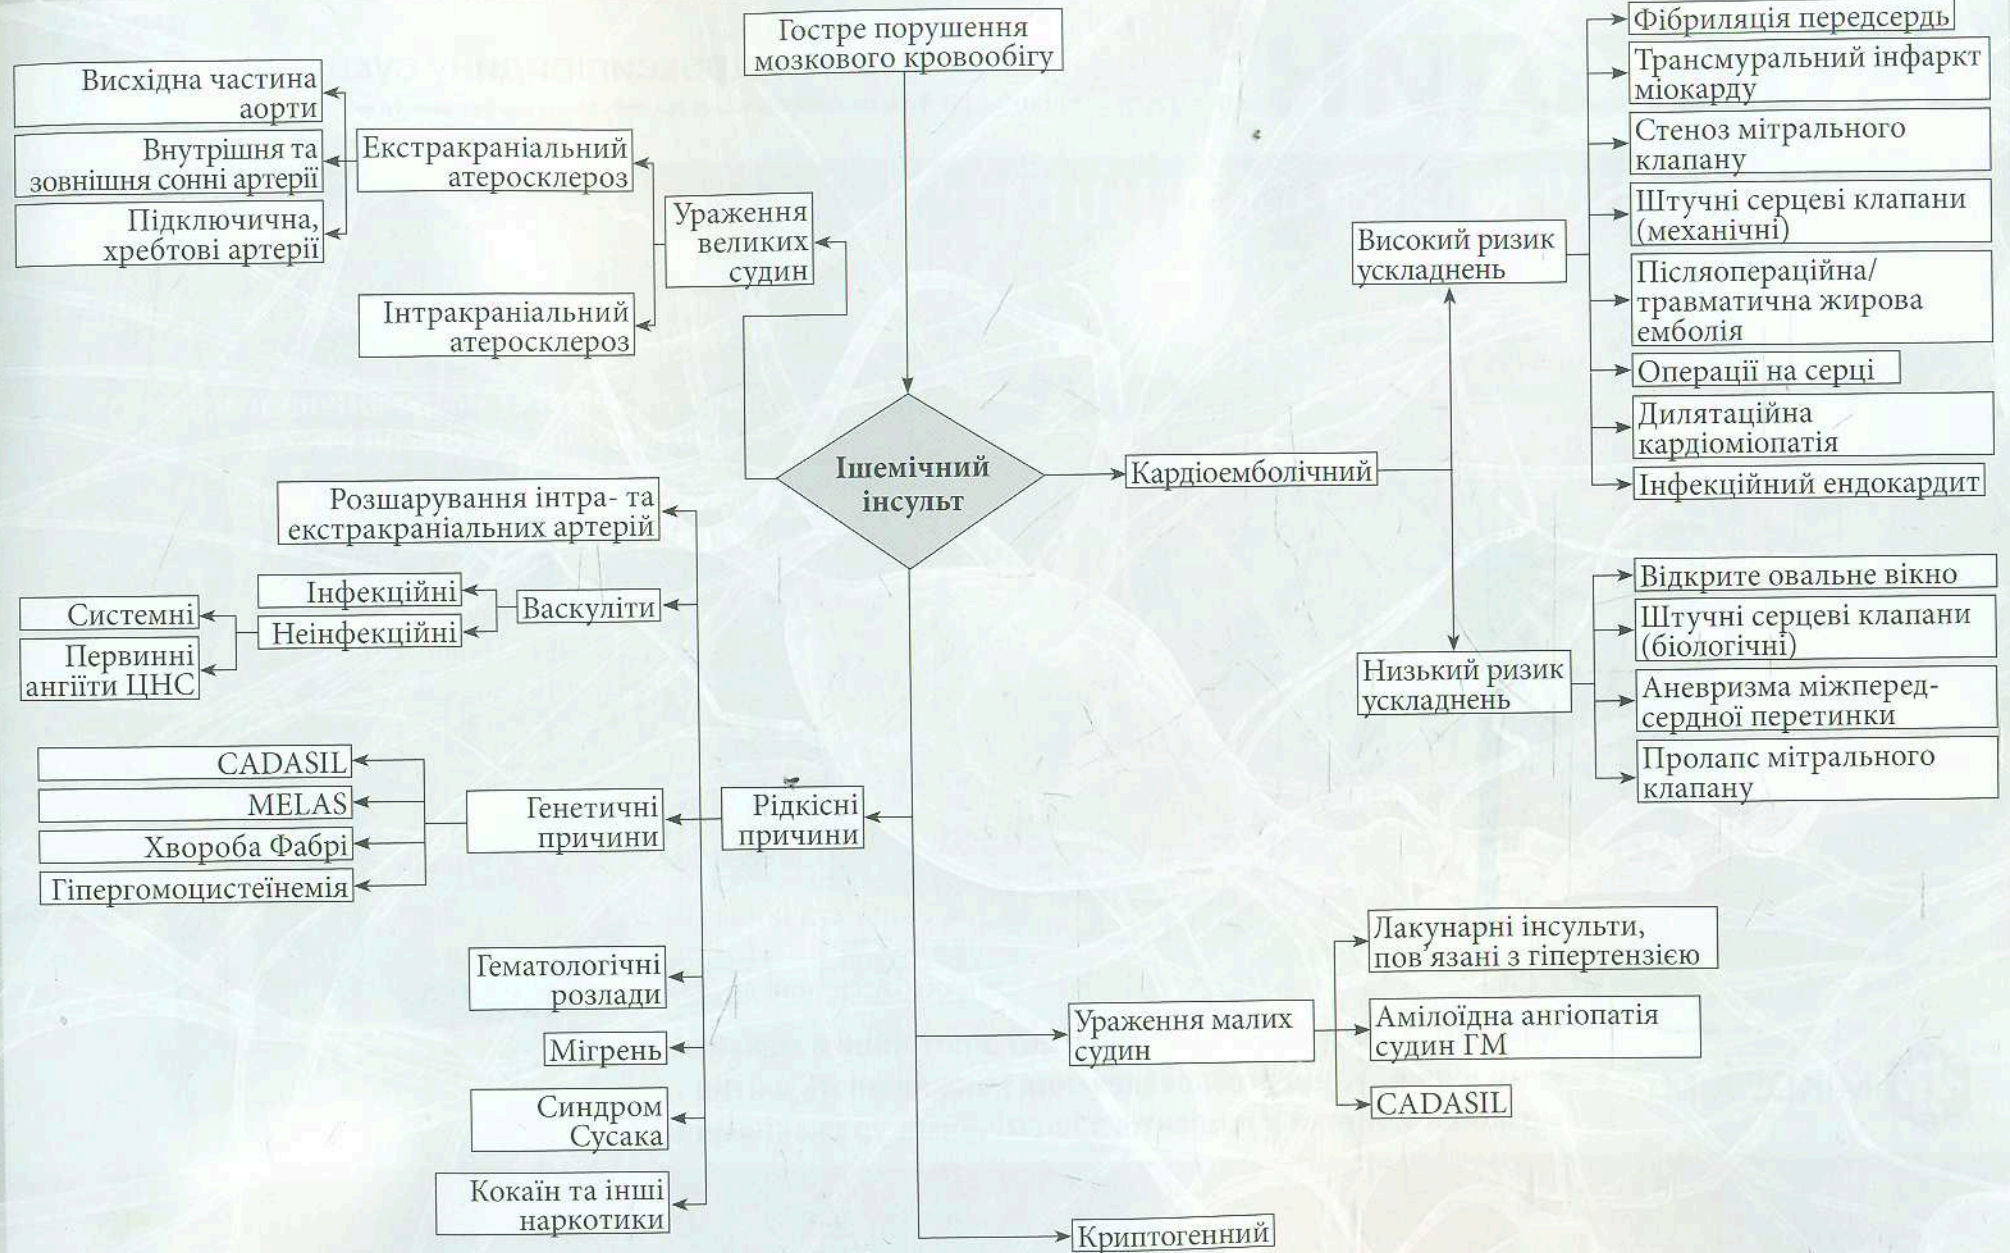 Гостре порушення
мозкового кровообігу
Висхідна частина
аорти
Внутрішня та
зовнішня сонні артерії
Підключична,
хребтові артерії
Екстракраніальний
атеросклероз
Інтракраніальний
атеросклероз
Ураження
великих
судин
Ішемічний
інсульт
Кардіоемболічний
Високий ризик
ускладнень
Фібриляція передсердь
Трансмуральний інфаркт
міокарду
Стеноз мітрального
клапану
Штучні серцеві клапани
(механічні)
Післяопераційна/
травматична жирова
емболія
Операції на серці
Дилятаційна
кардіоміопатія
Інфекційний ендокардит
Низький ризик
ускладнень
Відкрите овальне вікно
Штучні серцеві клапани
(біологічні)
Аневризма міжперед-
сердної перетинки
Пролапс мітрального
клапану
Розшарування інтра- та
екстракраніальних артерій
Інфекційні
Неінфекційні
Васкуліти
Системні
Первинні
ангіїти ЦНС
CADASIL
MELAS
Хвороба Фабрі
Гіпергомоцистеїнемія
Генетичні
причини
Рідкісні
причини
Гематологічні
розлади
Мігрень
Синдром
Сусака
Кокаїн та інші
наркотики
Ураження малих
судин
Лакунарні інсульти,
пов'язані з гіпертензією
Амілоїдна ангіопатія
судин ГМ
CADASIL
Криптогенний